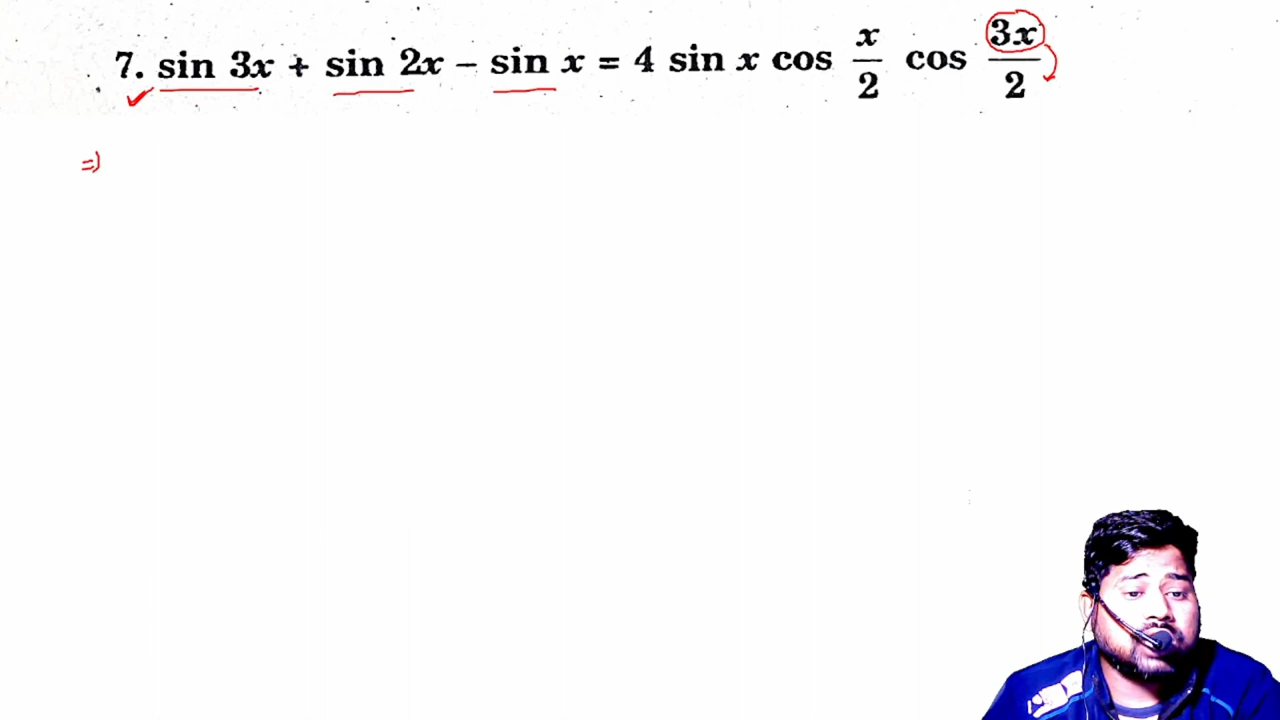 7. sin 3x + sin 2x – sin x = 4 sin x cos x/2 cos 3x/2
=)